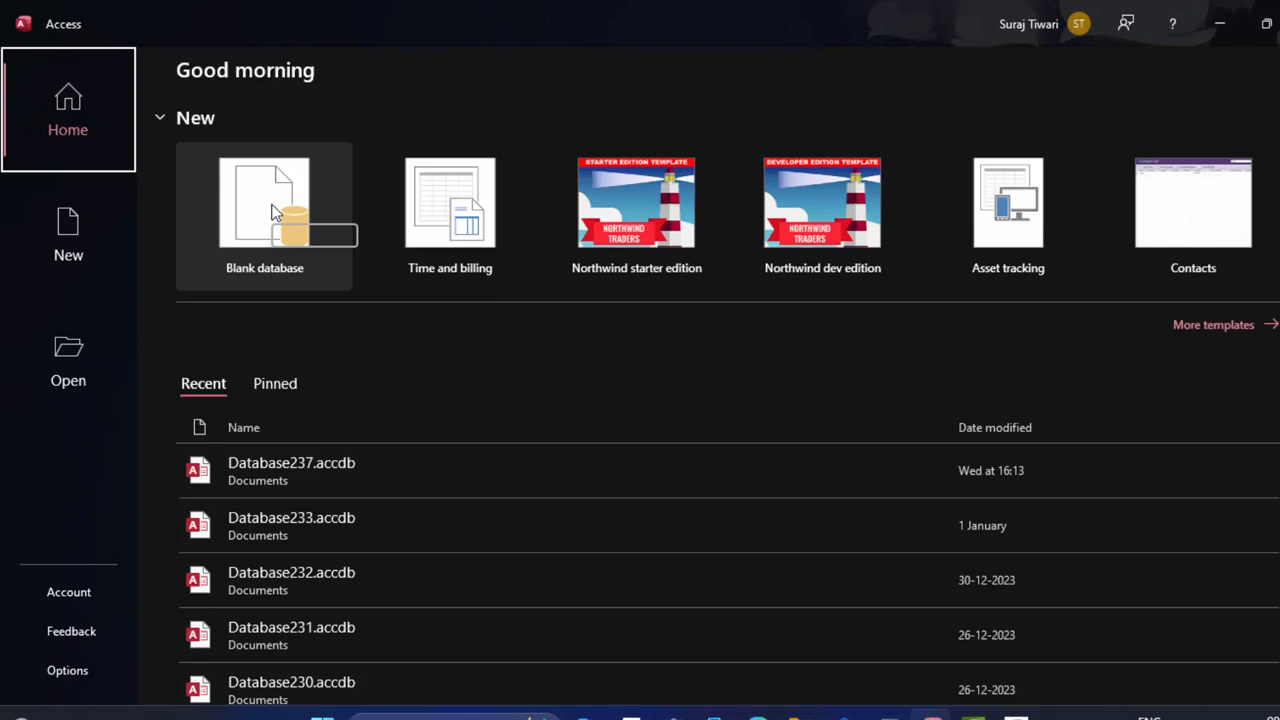 Access
Suraj Tiwari ST ?
Home
New
Open
Account
Feedback
Options
Good morning
New
Blank database
Time and billing
STARTER EDITION TEMPLATE
NORTHWIND
TRADERS
Northwind starter edition
DEVELOPER EDITION TEMPLATE
NORTHWIND
TRADERS
Northwind dev edition
Asset tracking
Contacts
More templates
Recent Pinned
Name Date modified
Database237.accdb
Documents
Wed at 16:13
Database233.accdb
Documents
1 January
Database232.accdb
Documents
30-12-2023
Database231.accdb
Documents
26-12-2023
Database230.accdb
Documents
26-12-2023
ENG